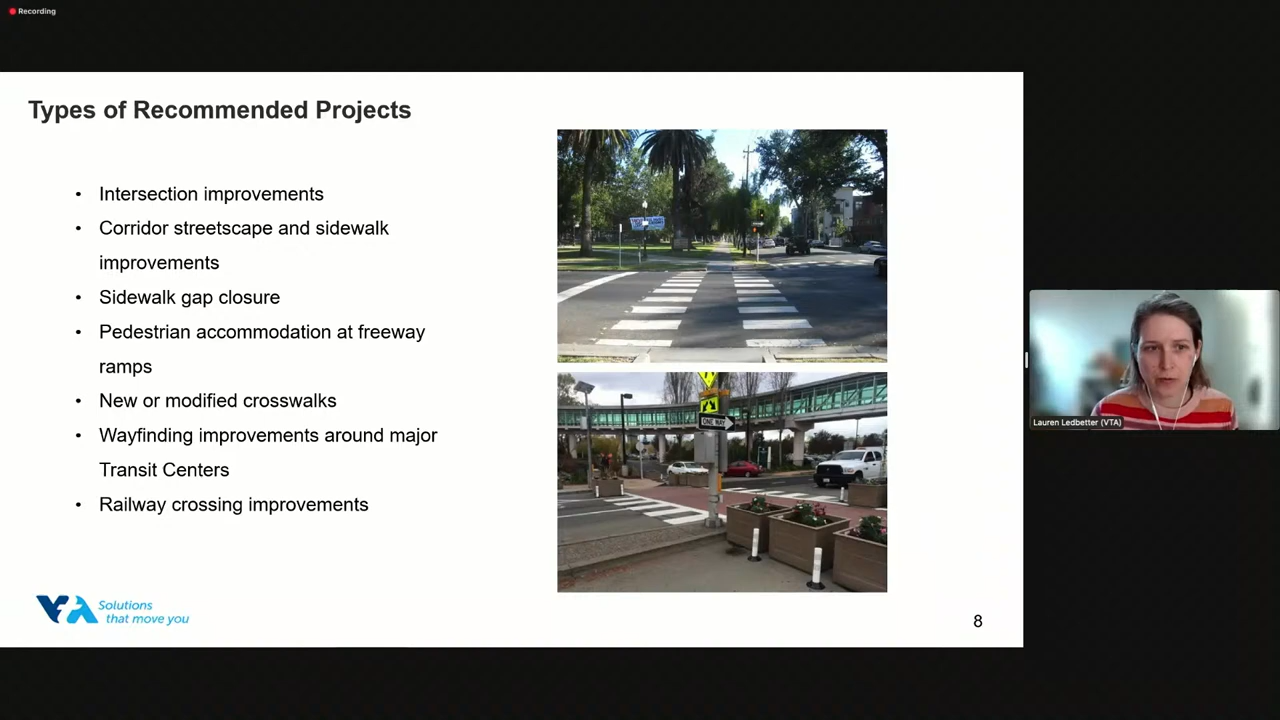 Recording
Types of Recommended Projects
• Intersection improvements
• Corridor streetscape and sidewalk
improvements
• Sidewalk gap closure
• Pedestrian accommodation at freeway
ramps
• New or modified crosswalks
• Wayfinding improvements around major
Transit Centers
• Railway crossing improvements
ONE WAY
Lauren Ledbetter (VTA)
VTA Solutions
that move you
8